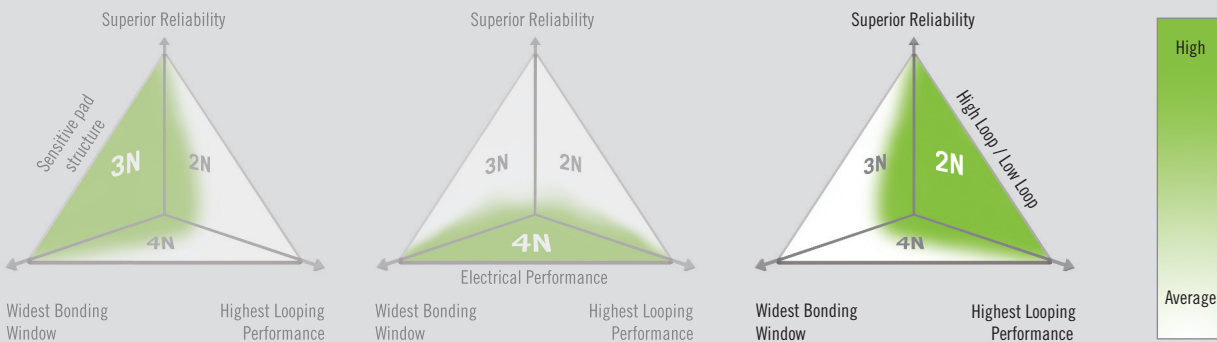 Superior Reliability
Sensitive pad
structure
3N
2N
4N
Widest Bonding
Window
Highest Looping
Performance
Superior Reliability
3N
2N
4N
Electrical Performance
Widest Bonding
Window
Highest Looping
Performance
Superior Reliability
High Loop / Low Loop
3N
2N
4N
Widest Bonding
Window
Highest Looping
Performance
High
Average